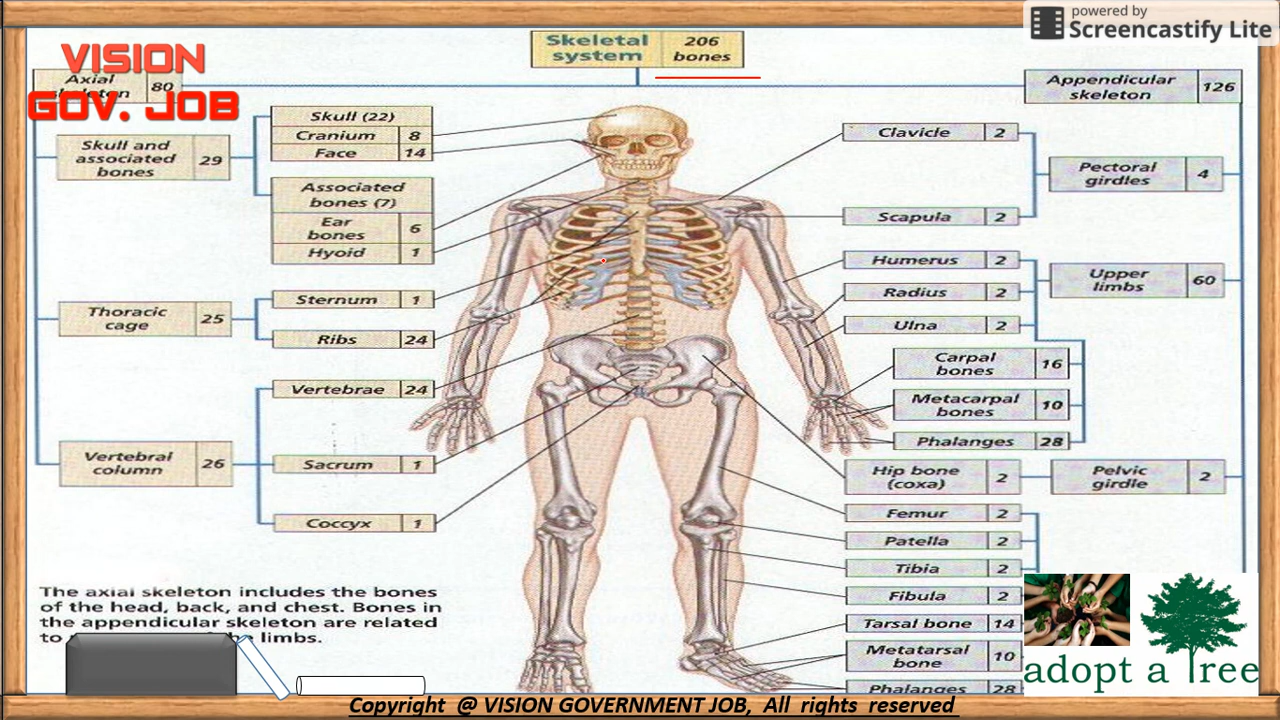 powered by
Screencastify Lite
VISION
GOV. JOB
Skeletal system
206 bones
Axial
80
Appendicular skeleton
126
Skull and associated bones
29
Skull (22)
Cranium 8
Face 14
Associated bones (7)
Ear bones 6
Hyoid 1
Thoracic cage
25
Sternum 1
Ribs 24
Vertebral column
26
Vertebrae 24
Sacrum 1
Coccyx 1
Clavicle 2
Scapula 2
Pectoral girdles
4
Humerus 2
Radius 2
Ulna 2
Upper limbs
60
Carpal bones 16
Metacarpal bones 10
Phalanges 28
Hip bone (coxa) 2
Pelvic girdle
2
Femur 2
Patella 2
Tibia 2
Fibula 2
Tarsal bone 14
Metatarsal bone 10
Phalanges 28
The axial skeleton includes the bones
of the head, back, and chest. Bones in
the appendicular skeleton are related
to limbs.
adopt a Tree
Copyright @ VISION GOVERNMENT JOB, All rights reserved